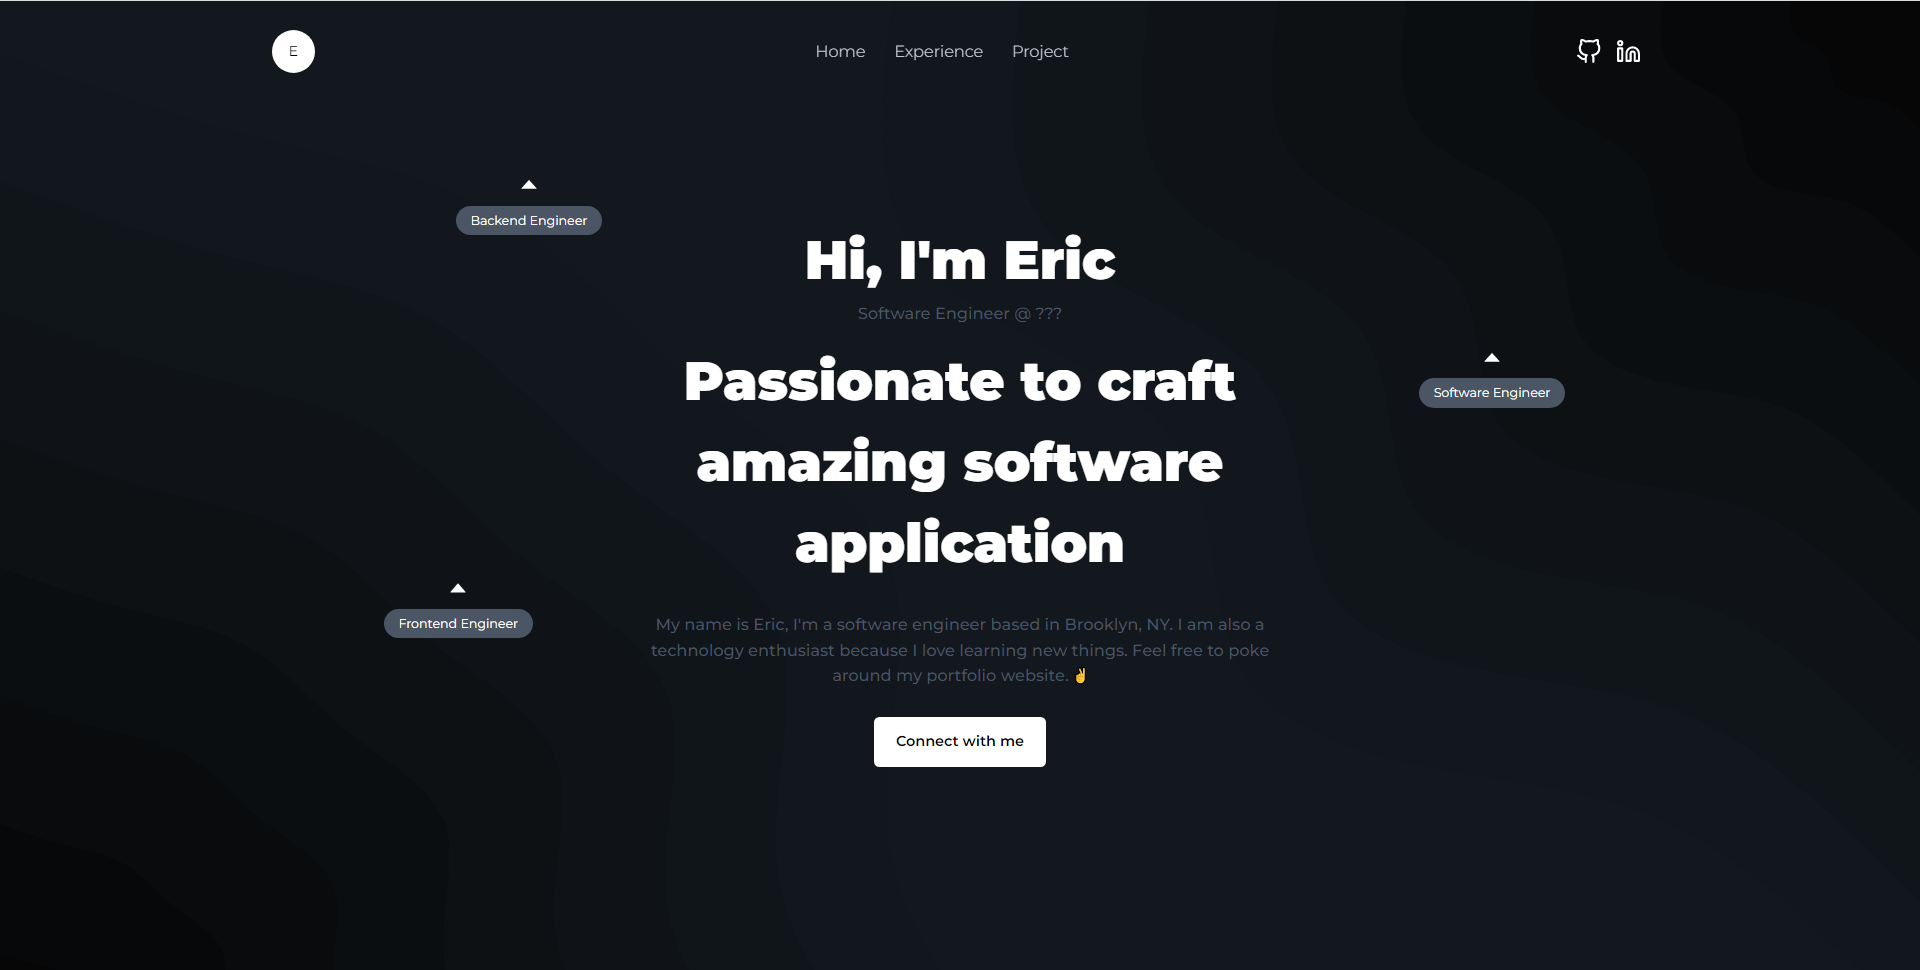 E
Home
Experience
Project
Backend Engineer
Hi, I'm Eric
Software Engineer @ ???
Passionate to craft
amazing software
application
Software Engineer
Frontend Engineer
My name is Eric, I'm a software engineer based in Brooklyn, NY. I am also a
technology enthusiast because I love learning new things. Feel free to poke
around my portfolio website. ✌
Connect with me